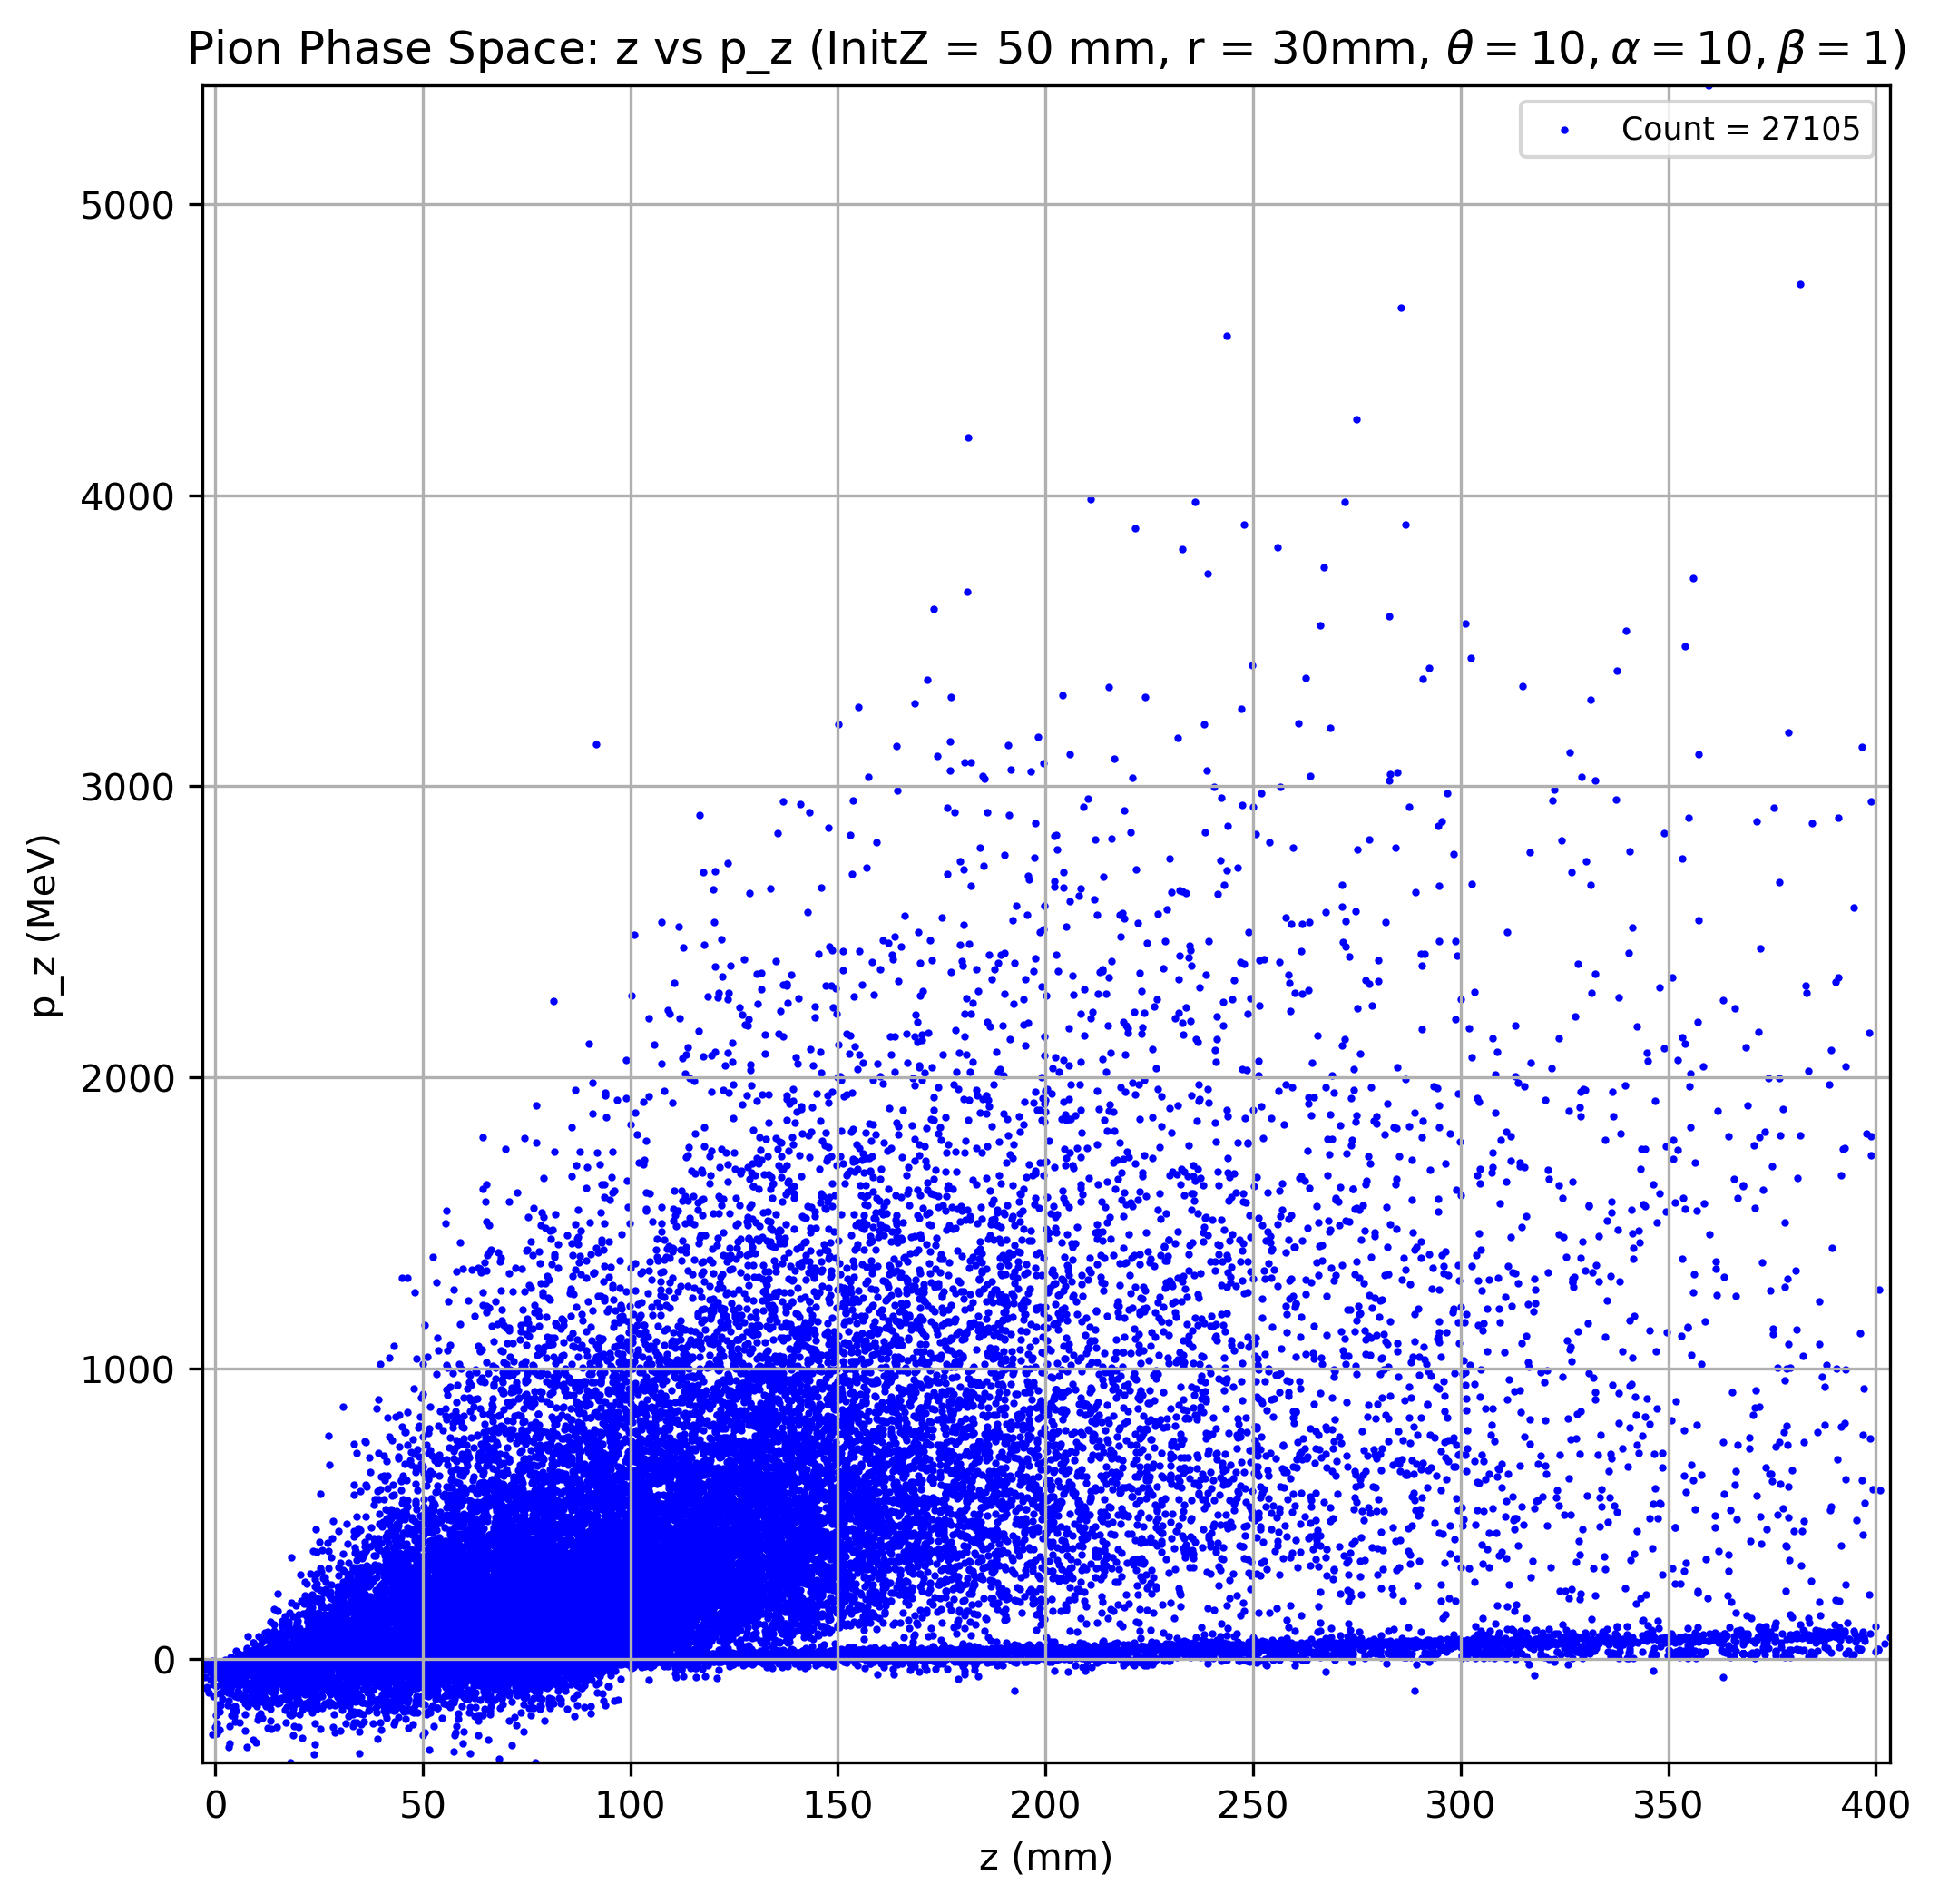 Pion Phase Space: z vs p_z (InitZ = 50 mm, r = 30mm, θ = 10, α = 10, β = 1)
Count = 27105
5000
4000
3000
2000
1000
0
p_z (MeV)
0 50 100 150 200 250 300 350 400
z (mm)